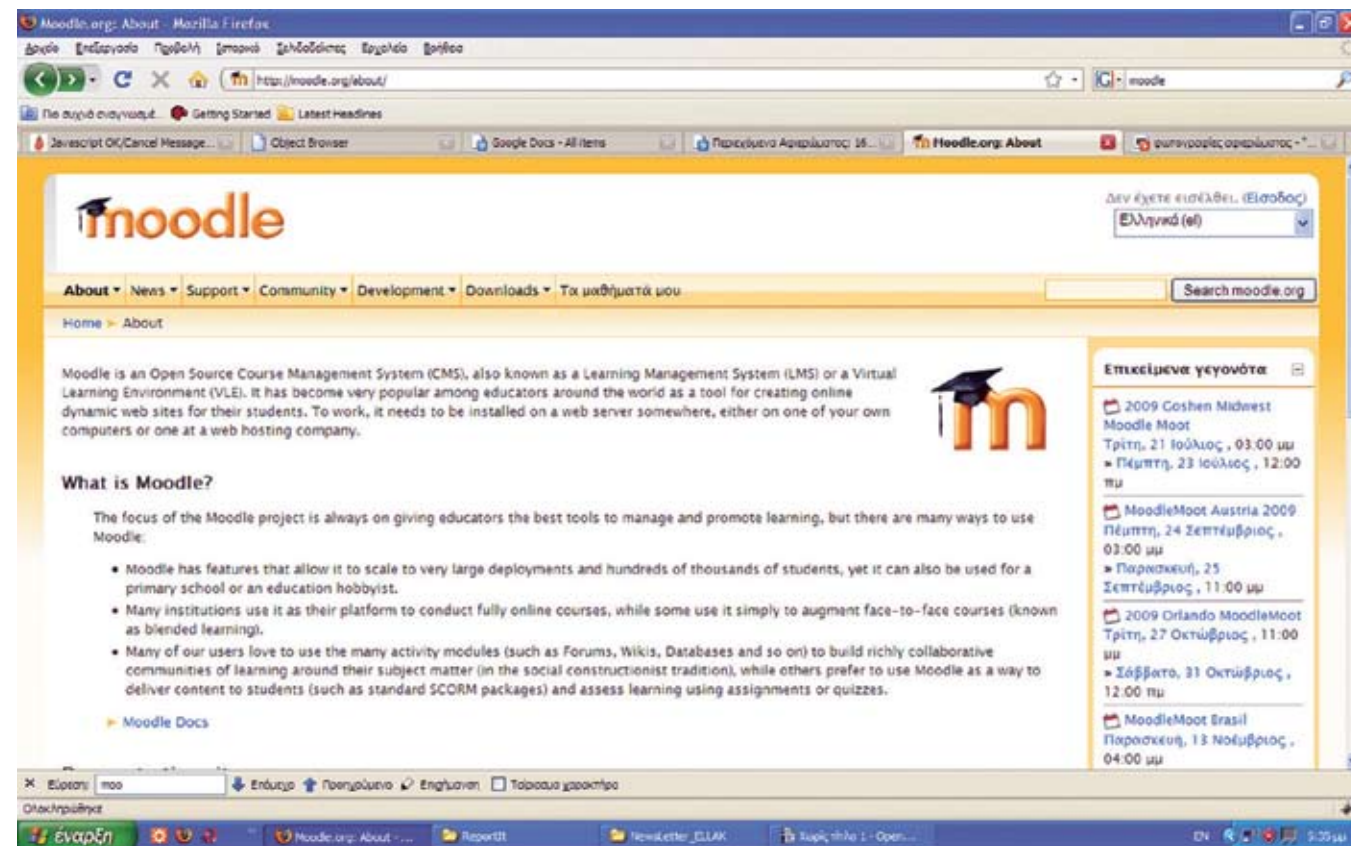 Moodle.org: About - Mozilla Firefox
Αρχείο Επεξεργασία Προβολή Ιστορικό Σελιδοδείκτες Εργαλεία Βοήθεια
http://moodle.org/about/ moodle
Πιο συχνά Getting Started Latest Headlines
Javascript OK/Cancel Message... Object Browser Google Docs - All items Περιεχόμενα Αφιερώματος: 16... Moodle.org: About φωτογραφίες αφιερώματος - "...
moodle
Δεν έχετε εισέλθει. (Είσοδος)
Ελληνικά (el)
About News Support Community Development Downloads Τα μαθήματά μου Search moodle.org
Home ► About
Moodle is an Open Source Course Management System (CMS), also known as a Learning Management System (LMS) or a Virtual
Learning Environment (VLE). It has become very popular among educators around the world as a tool for creating online
dynamic web sites for their students. To work, it needs to be installed on a web server somewhere, either on one of your own
computers or one at a web hosting company.
m
What is Moodle?
The focus of the Moodle project is always on giving educators the best tools to manage and promote learning, but there are many ways to use
Moodle:
• Moodle has features that allow it to scale to very large deployments and hundreds of thousands of students, yet it can also be used for a
primary school or an education hobbyist.
• Many institutions use it as their platform to conduct fully online courses, while some use it simply to augment face-to-face courses (known
as blended learning).
• Many of our users love to use the many activity modules (such as Forums, Wikis, Databases and so on) to build richly collaborative
communities of learning around their subject matter (in the social constructionist tradition), while others prefer to use Moodle as a way to
deliver content to students (such as standard SCORM packages) and assess learning using assignments or quizzes.
► Moodle Docs
Επικείμενα γεγονότα
2009 Goshen Midwest
Moodle Moot
Τρίτη, 21 Ιούλιος , 03:00 μμ
» Πέμπτη, 23 Ιούλιος , 12:00
πμ
MoodleMoot Austria 2009
Πέμπτη, 24 Σεπτέμβριος ,
03:00 μμ
» Παρασκευή, 25
Σεπτέμβριος , 11:00 μμ
2009 Orlando MoodleMoot
Τρίτη, 27 Οκτώβριος , 11:00
μμ
» Σάββατο, 31 Οκτώβριος ,
12:00 πμ
MoodleMoot Brasil
Παρασκευή, 13 Νοέμβριος ,
04:00 μμ
Εύρεση: moo Επόμενο Προηγούμενο Επισήμανση Ταίριασμα χαρακτήρα
Ολοκληρώθηκε
έναρξη Moodle.org: About - ... ReportIt NewsLetter_ELLAK Χωρίς τίτλο 1 - Open... EN 5:35 μμ